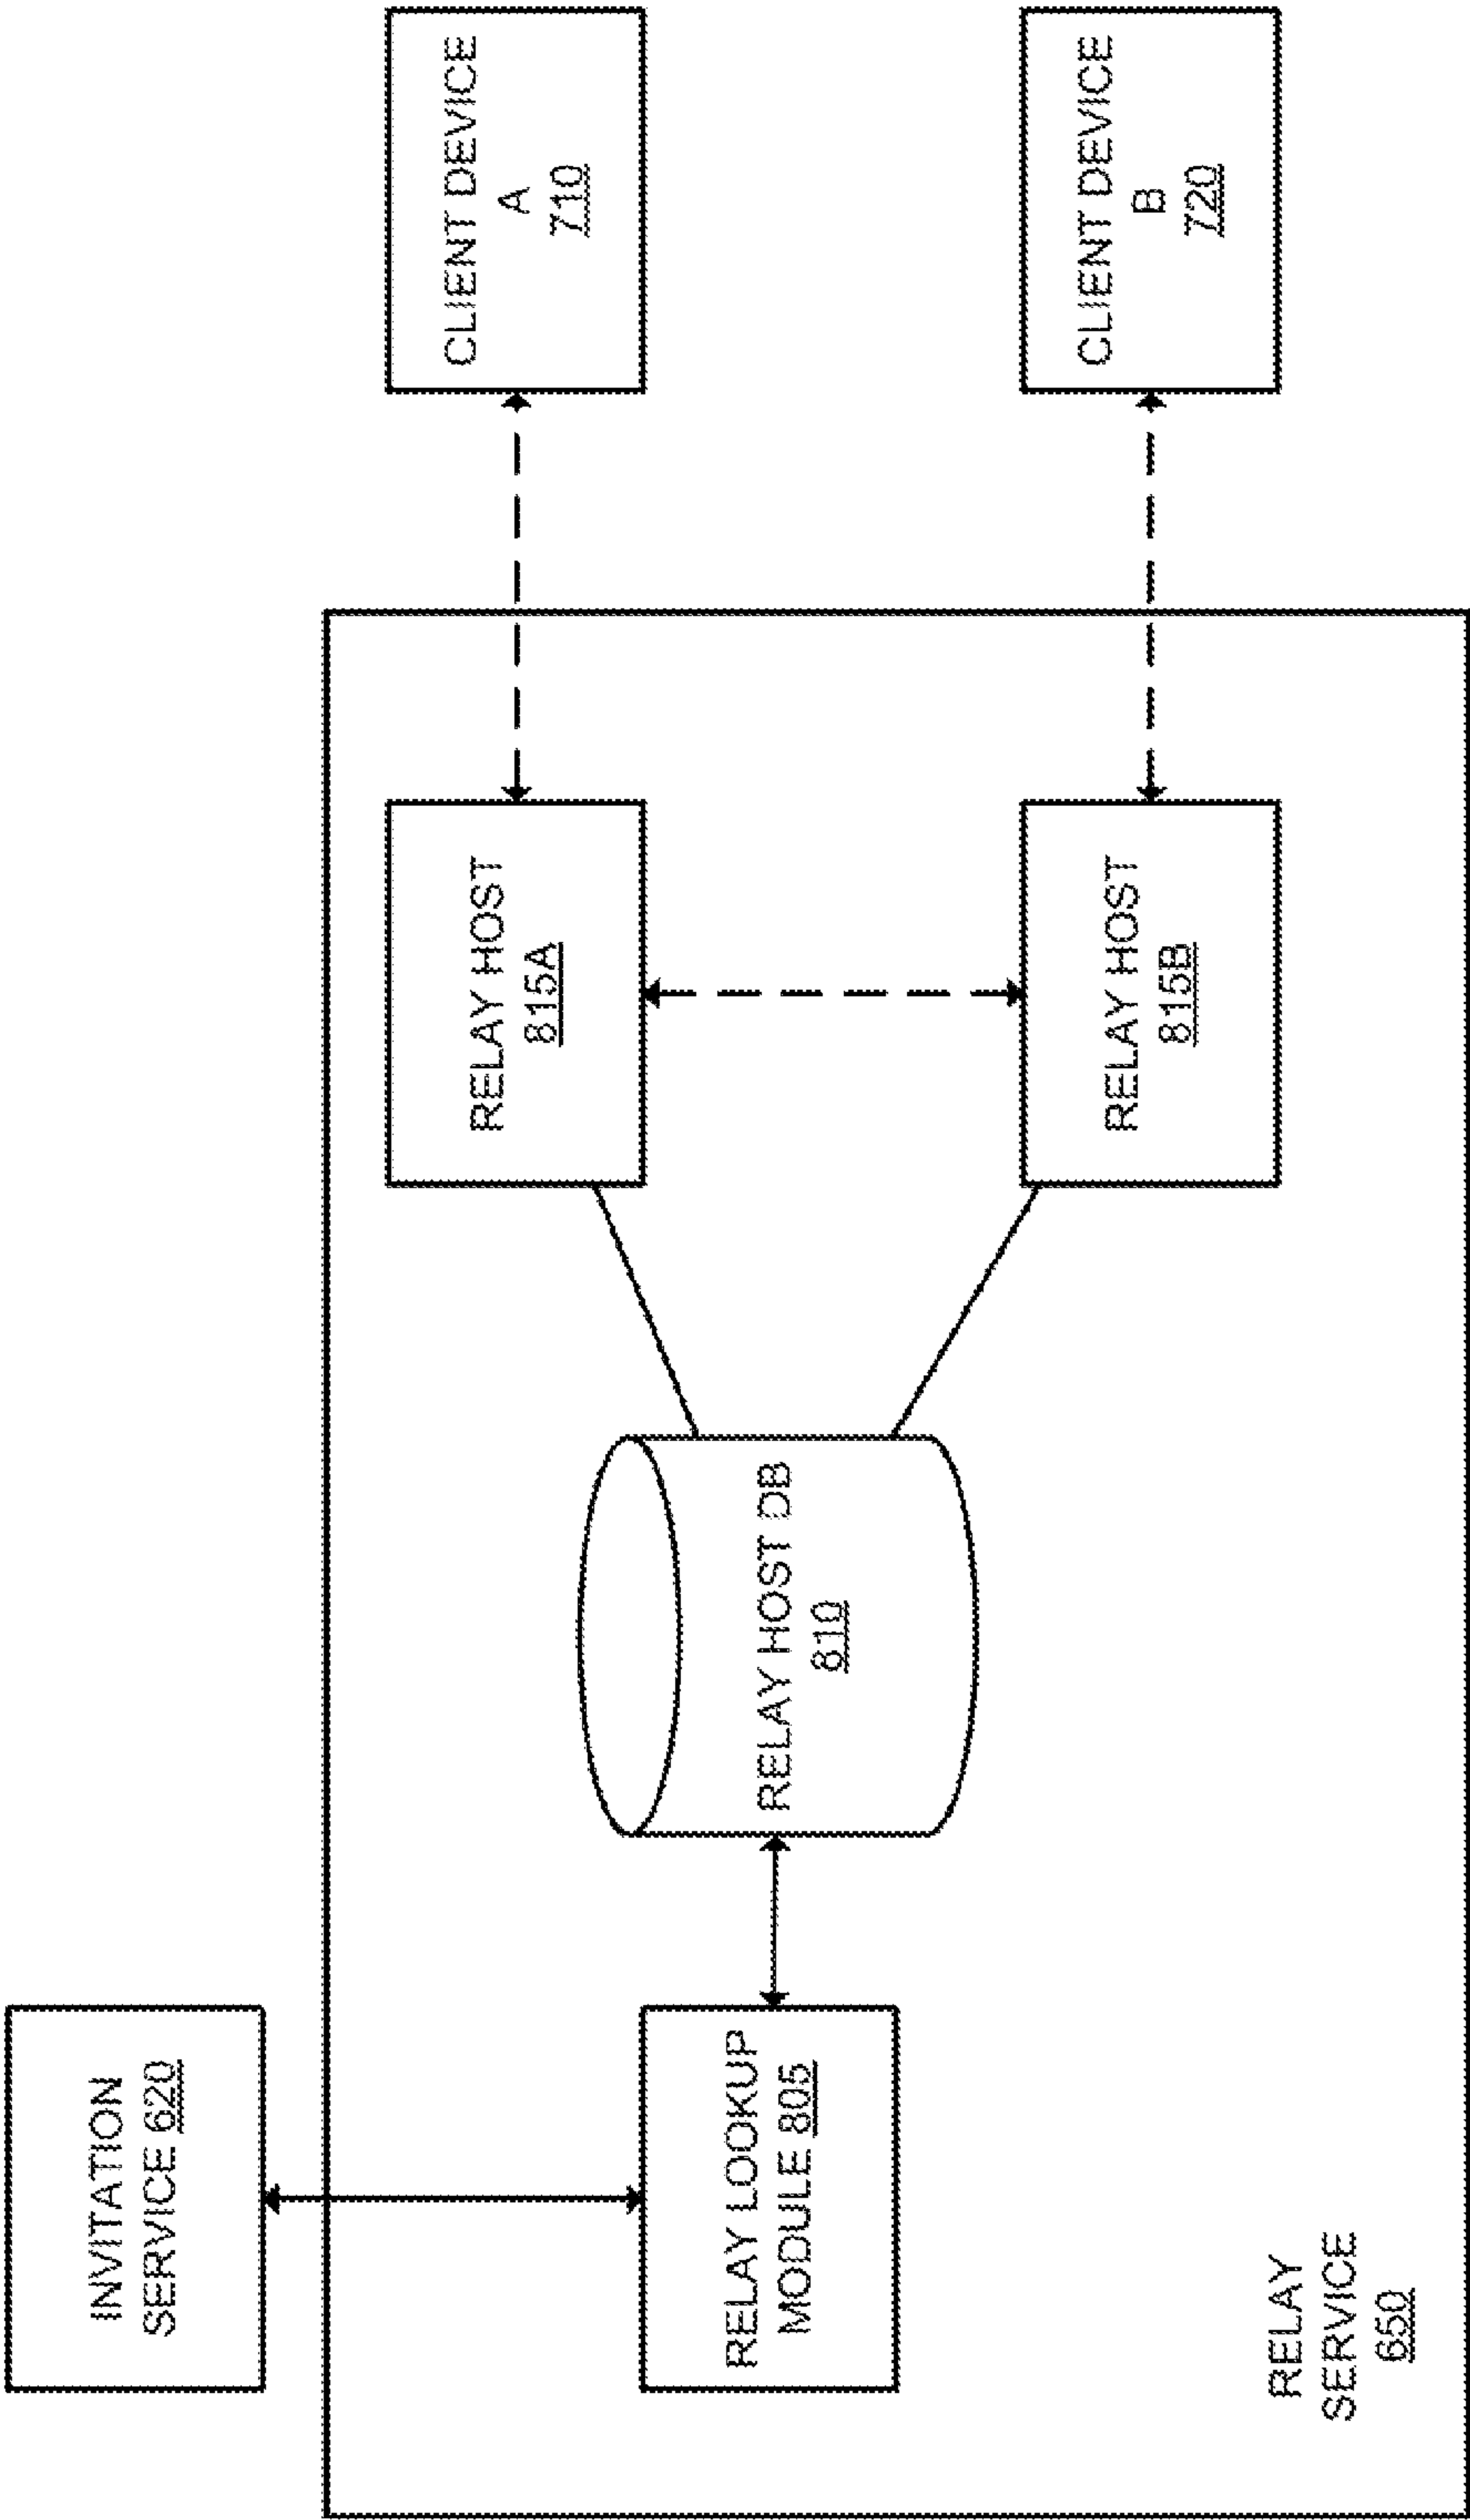 INVITATION
SERVICE 620
RELAY LOOKUP
MODULE 805
RELAY HOST DB
810
RELAY HOST
815A
RELAY HOST
815B
CLIENT DEVICE
A
710
CLIENT DEVICE
B
720
RELAY
SERVICE
650